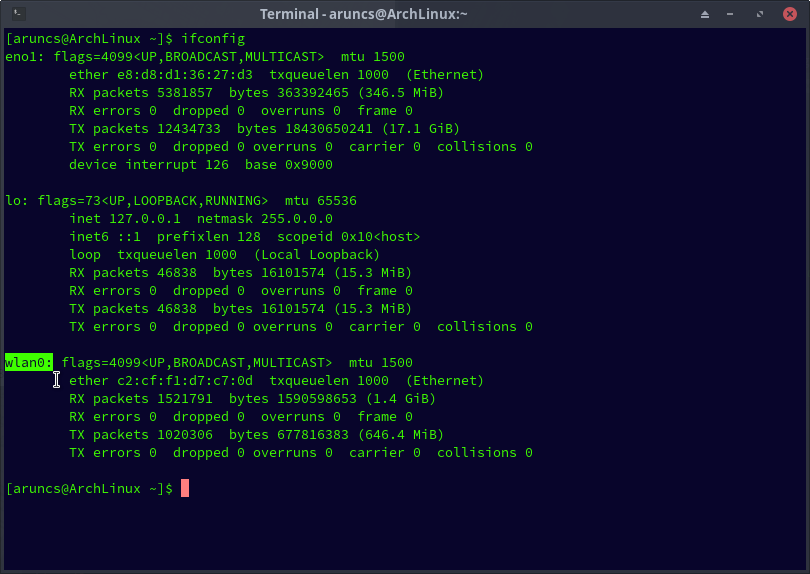 Terminal - aruncs@ArchLinux:~
[aruncs@ArchLinux ~]$ ifconfig
eno1: flags=4099<UP,BROADCAST,MULTICAST>  mtu 1500
        ether e8:d8:d1:36:27:d3  txqueuelen 1000  (Ethernet)
        RX packets 5381857  bytes 363392465 (346.5 MiB)
        RX errors 0  dropped 0  overruns 0  frame 0
        TX packets 12434733  bytes 18430650241 (17.1 GiB)
        TX errors 0  dropped 0 overruns 0  carrier 0  collisions 0
        device interrupt 126  base 0x9000

lo: flags=73<UP,LOOPBACK,RUNNING>  mtu 65536
        inet 127.0.0.1  netmask 255.0.0.0
        inet6 ::1  prefixlen 128  scopeid 0x10<host>
        loop  txqueuelen 1000  (Local Loopback)
        RX packets 46838  bytes 16101574 (15.3 MiB)
        RX errors 0  dropped 0  overruns 0  frame 0
        TX packets 46838  bytes 16101574 (15.3 MiB)
        TX errors 0  dropped 0 overruns 0  carrier 0  collisions 0

wlan0: flags=4099<UP,BROADCAST,MULTICAST>  mtu 1500
        ether c2:cf:f1:d7:c7:0d  txqueuelen 1000  (Ethernet)
        RX packets 1521791  bytes 1590598653 (1.4 GiB)
        RX errors 0  dropped 0  overruns 0  frame 0
        TX packets 1020306  bytes 677816383 (646.4 MiB)
        TX errors 0  dropped 0 overruns 0  carrier 0  collisions 0

[aruncs@ArchLinux ~]$